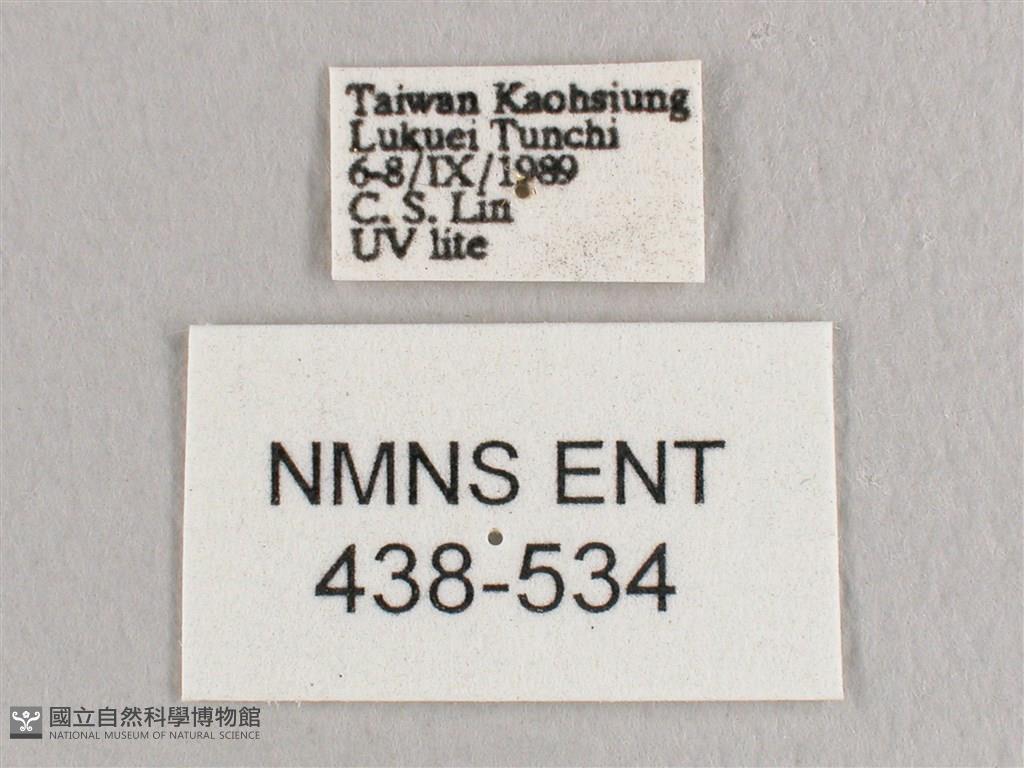 Taiwan Kaohsiung
Lukuei Tunchi
6-8/IX/1989
C. S. Lin
UV lite
NMNS ENT
438-534
國立自然科學博物館
NATIONAL MUSEUM OF NATURAL SCIENCE